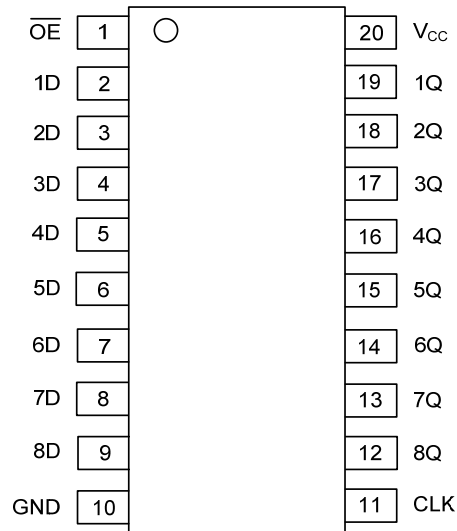 O̅E̅ 1 20 VCC
1D 2 19 1Q
2D 3 18 2Q
3D 4 17 3Q
4D 5 16 4Q
5D 6 15 5Q
6D 7 14 6Q
7D 8 13 7Q
8D 9 12 8Q
GND 10 11 CLK